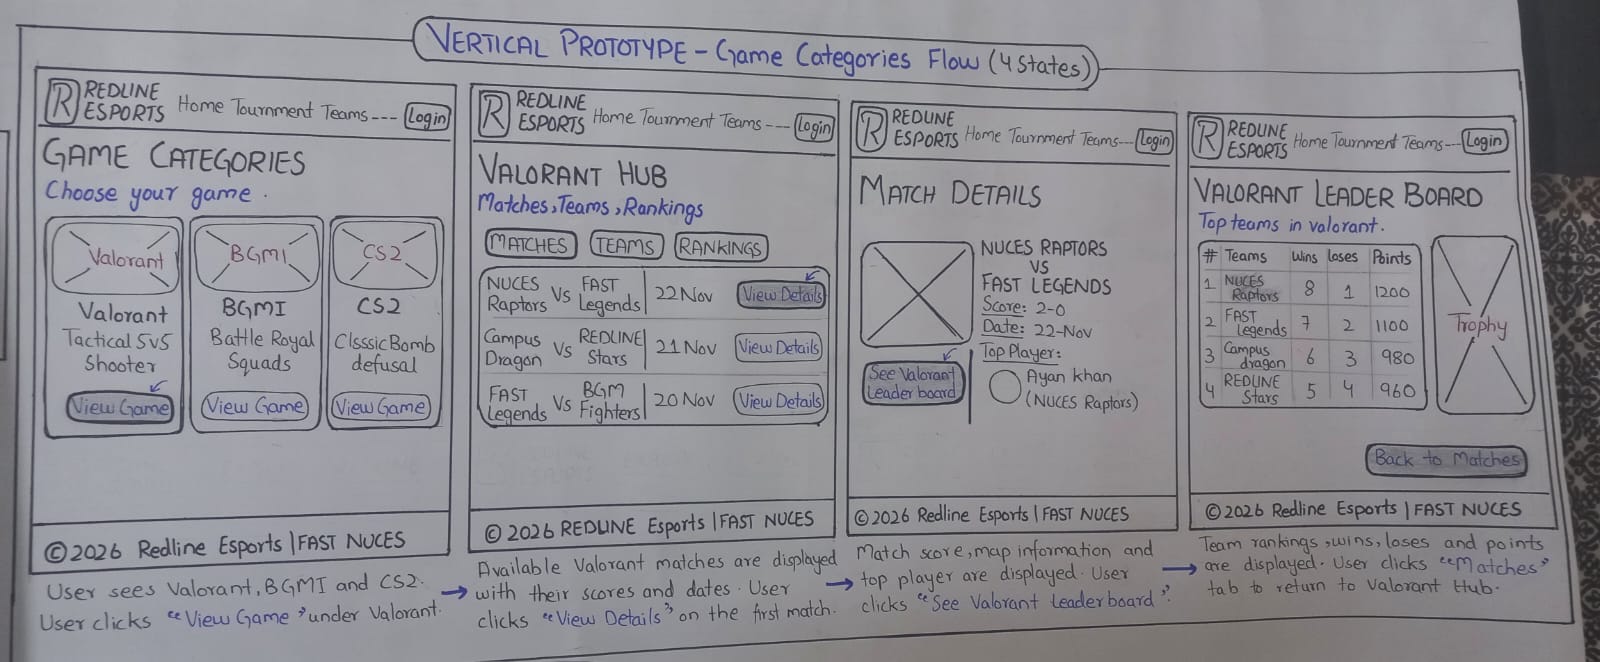 VERTICAL PROTOTYPE - Game Categories Flow (4 States)
R REDLINE
ESPORTS Home Tournment Teams --- Login
GAME CATEGORIES
Choose your game.
Valorant
Valorant
Tactical 5v5
Shooter
View Game
BGMI
BGMI
Battle Royal
Squads
View Game
CS2
CS2
Clsssic Bomb
defusal
View Game
© 2026 Redline Esports | FAST NUCES
User sees Valorant, BGMI and CS2.
User clicks "View Game" under Valorant.
R REDLINE
ESPORTS Home Tournment Teams --- Login
VALORANT HUB
Matches, Teams, Rankings
MATCHES TEAMS RANKINGS
NUCES Raptors Vs FAST Legends 22 Nov View Details
Campus Dragon Vs REDLINE Stars 21 Nov View Details
FAST Legends Vs BGM Fighters 20 Nov View Details
© 2026 REDLINE Esports | FAST NUCES
Available Valorant matches are displayed
with their scores and dates. User
clicks "View Details" on the first match.
R REDLINE
ESPORTS Home Tournment Teams --- Login
MATCH DETAILS
NUCES RAPTORS
VS
FAST LEGENDS
Score: 2-0
Date: 22-Nov
Top Player:
Ayan khan
(NUCES Raptors)
See Valorant
Leaderboard
© 2026 Redline Esports | FAST NUCES
Match score, map information and
top player are displayed. User
clicks "See Valorant Leaderboard".
R REDLINE
ESPORTS Home Tournment Teams --- Login
VALORANT LEADER BOARD
Top teams in valorant.
# Teams Wins loses Points
1 NUCES Raptors 8 1 1200
2 FAST Legends 7 2 1100
3 Campus dragon 6 3 980
4 REDLINE Stars 5 4 960
Trophy
Back to Matches
© 2026 Redline Esports | FAST NUCES
Team rankings, wins, loses and points
are displayed. User clicks "Matches"
tab to return to Valorant Hub.